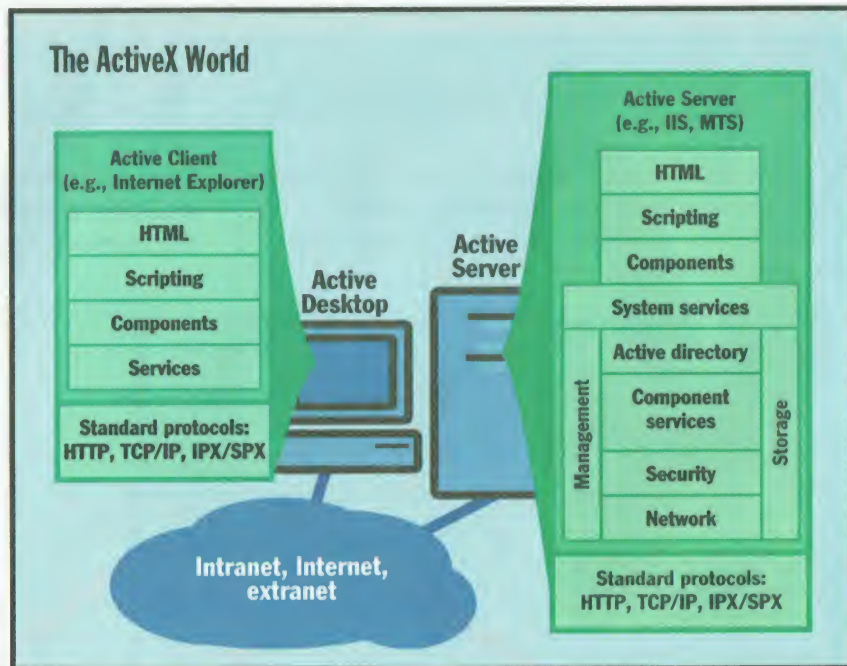 The ActiveX World
Active Client
(e.g., Internet Explorer)
HTML
Scripting
Components
Services
Standard protocols:
HTTP, TCP/IP, IPX/SPX
Active
Desktop
Active
Server
Intranet, Internet,
extranet
Active Server
(e.g., IIS, MTS)
HTML
Scripting
Components
System services
Management
Active directory
Component
services
Security
Network
Storage
Standard protocols:
HTTP, TCP/IP, IPX/SPX